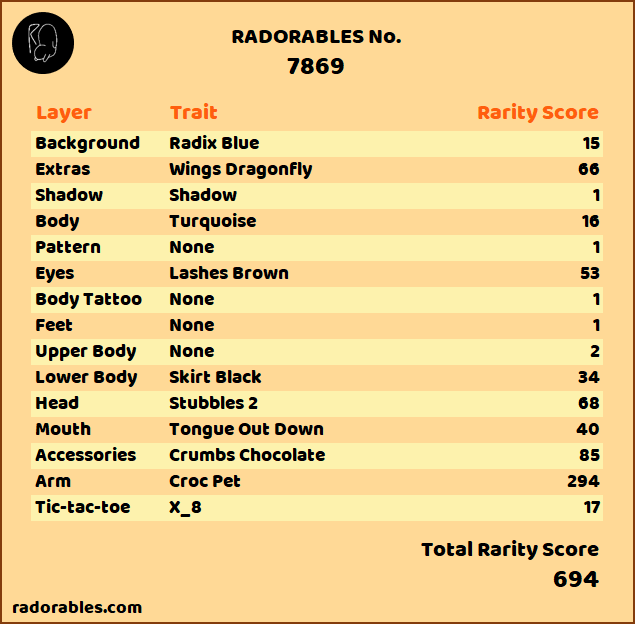 RADORABLES No.
7869
Layer Trait Rarity Score
Background Radix Blue 15
Extras Wings Dragonfly 66
Shadow Shadow 1
Body Turquoise 16
Pattern None 1
Eyes Lashes Brown 53
Body Tattoo None 1
Feet None 1
Upper Body None 2
Lower Body Skirt Black 34
Head Stubbles 2 68
Mouth Tongue Out Down 40
Accessories Crumbs Chocolate 85
Arm Croc Pet 294
Tic-tac-toe X_8 17
Total Rarity Score
694
radorables.com